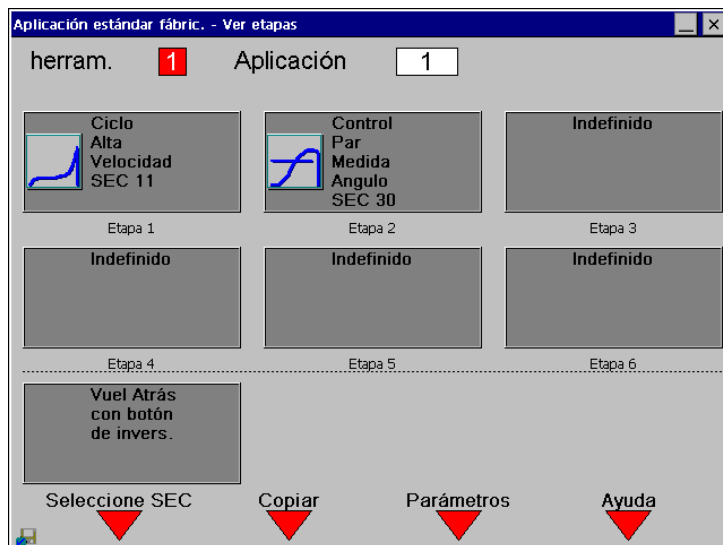 Aplicación estándar fábric. - Ver etapas
herram. 1 Aplicación 1
Ciclo
Alta
Velocidad
SEC 11
Etapa 1
Control
Par
Medida
Angulo
SEC 30
Etapa 2
Indefinido
Etapa 3
Indefinido
Etapa 4
Indefinido
Etapa 5
Indefinido
Etapa 6
Vuel Atrás
con botón
de invers.
Seleccione SEC Copiar Parámetros Ayuda